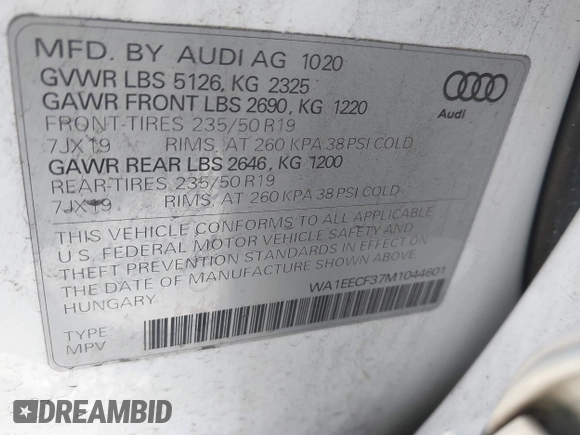 MFD. BY AUDI AG 1020
GVWR LBS 5126, KG 2325
GAWR FRONT LBS 2690, KG 1220
FRONT-TIRES 235/50 R19
7JX19 RIMS, AT 260 KPA 38 PSI COLD
GAWR REAR LBS 2646, KG 1200
REAR-TIRES 235/50 R19
7JX19 RIMS, AT 260 KPA 38 PSI COLD
Audi
THIS VEHICLE CONFORMS TO ALL APPLICABLE
U.S. FEDERAL MOTOR VEHICLE SAFETY AND
THEFT PREVENTION STANDARDS IN EFFECT ON
THE DATE OF MANUFACTURE SHOWN ABOVE.
HUNGARY
WA1EECF37M1044601
TYPE
MPV
DREAMBID